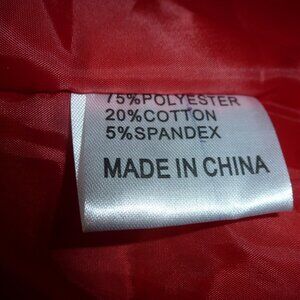 75%POLYESTER
20%COTTON
5%SPANDEX
MADE IN CHINA